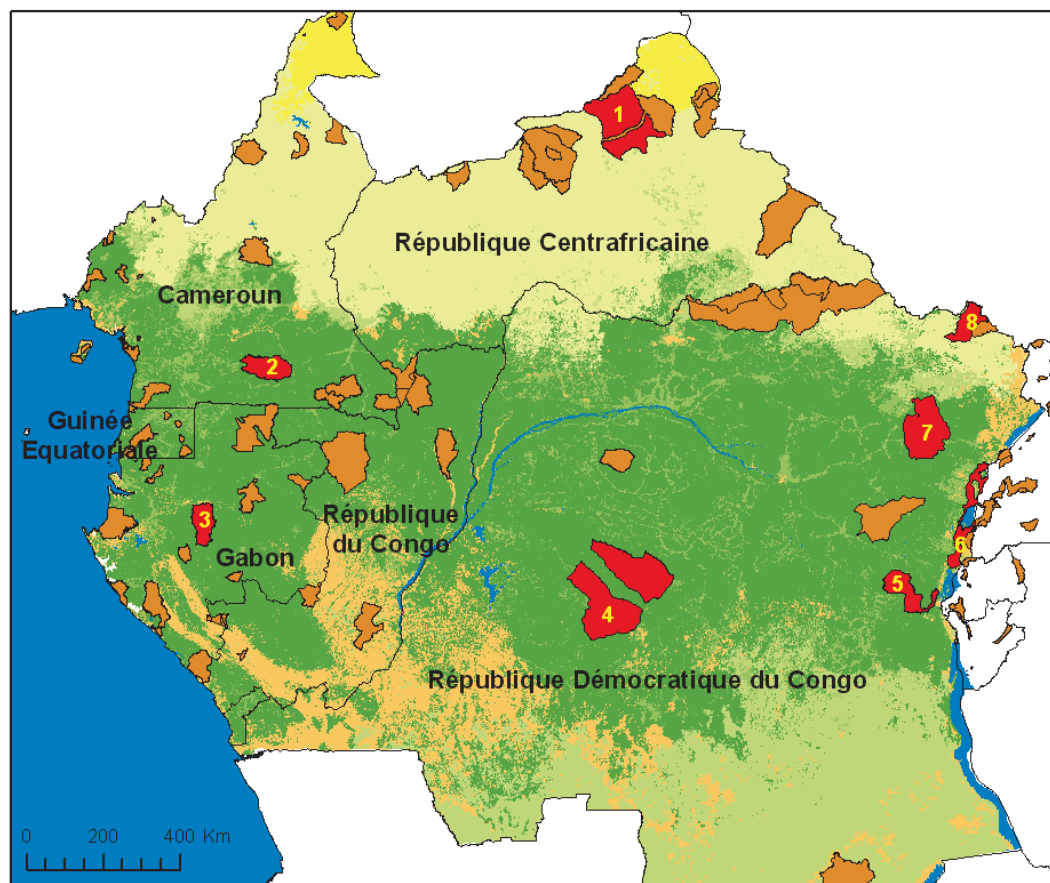 1
République Centrafricaine
Cameroun
8
2
Guinée
Equatoriale
7
3
République
du Congo
Gabon
6
5
4
République Démocratique du Congo
0 200 400 Km